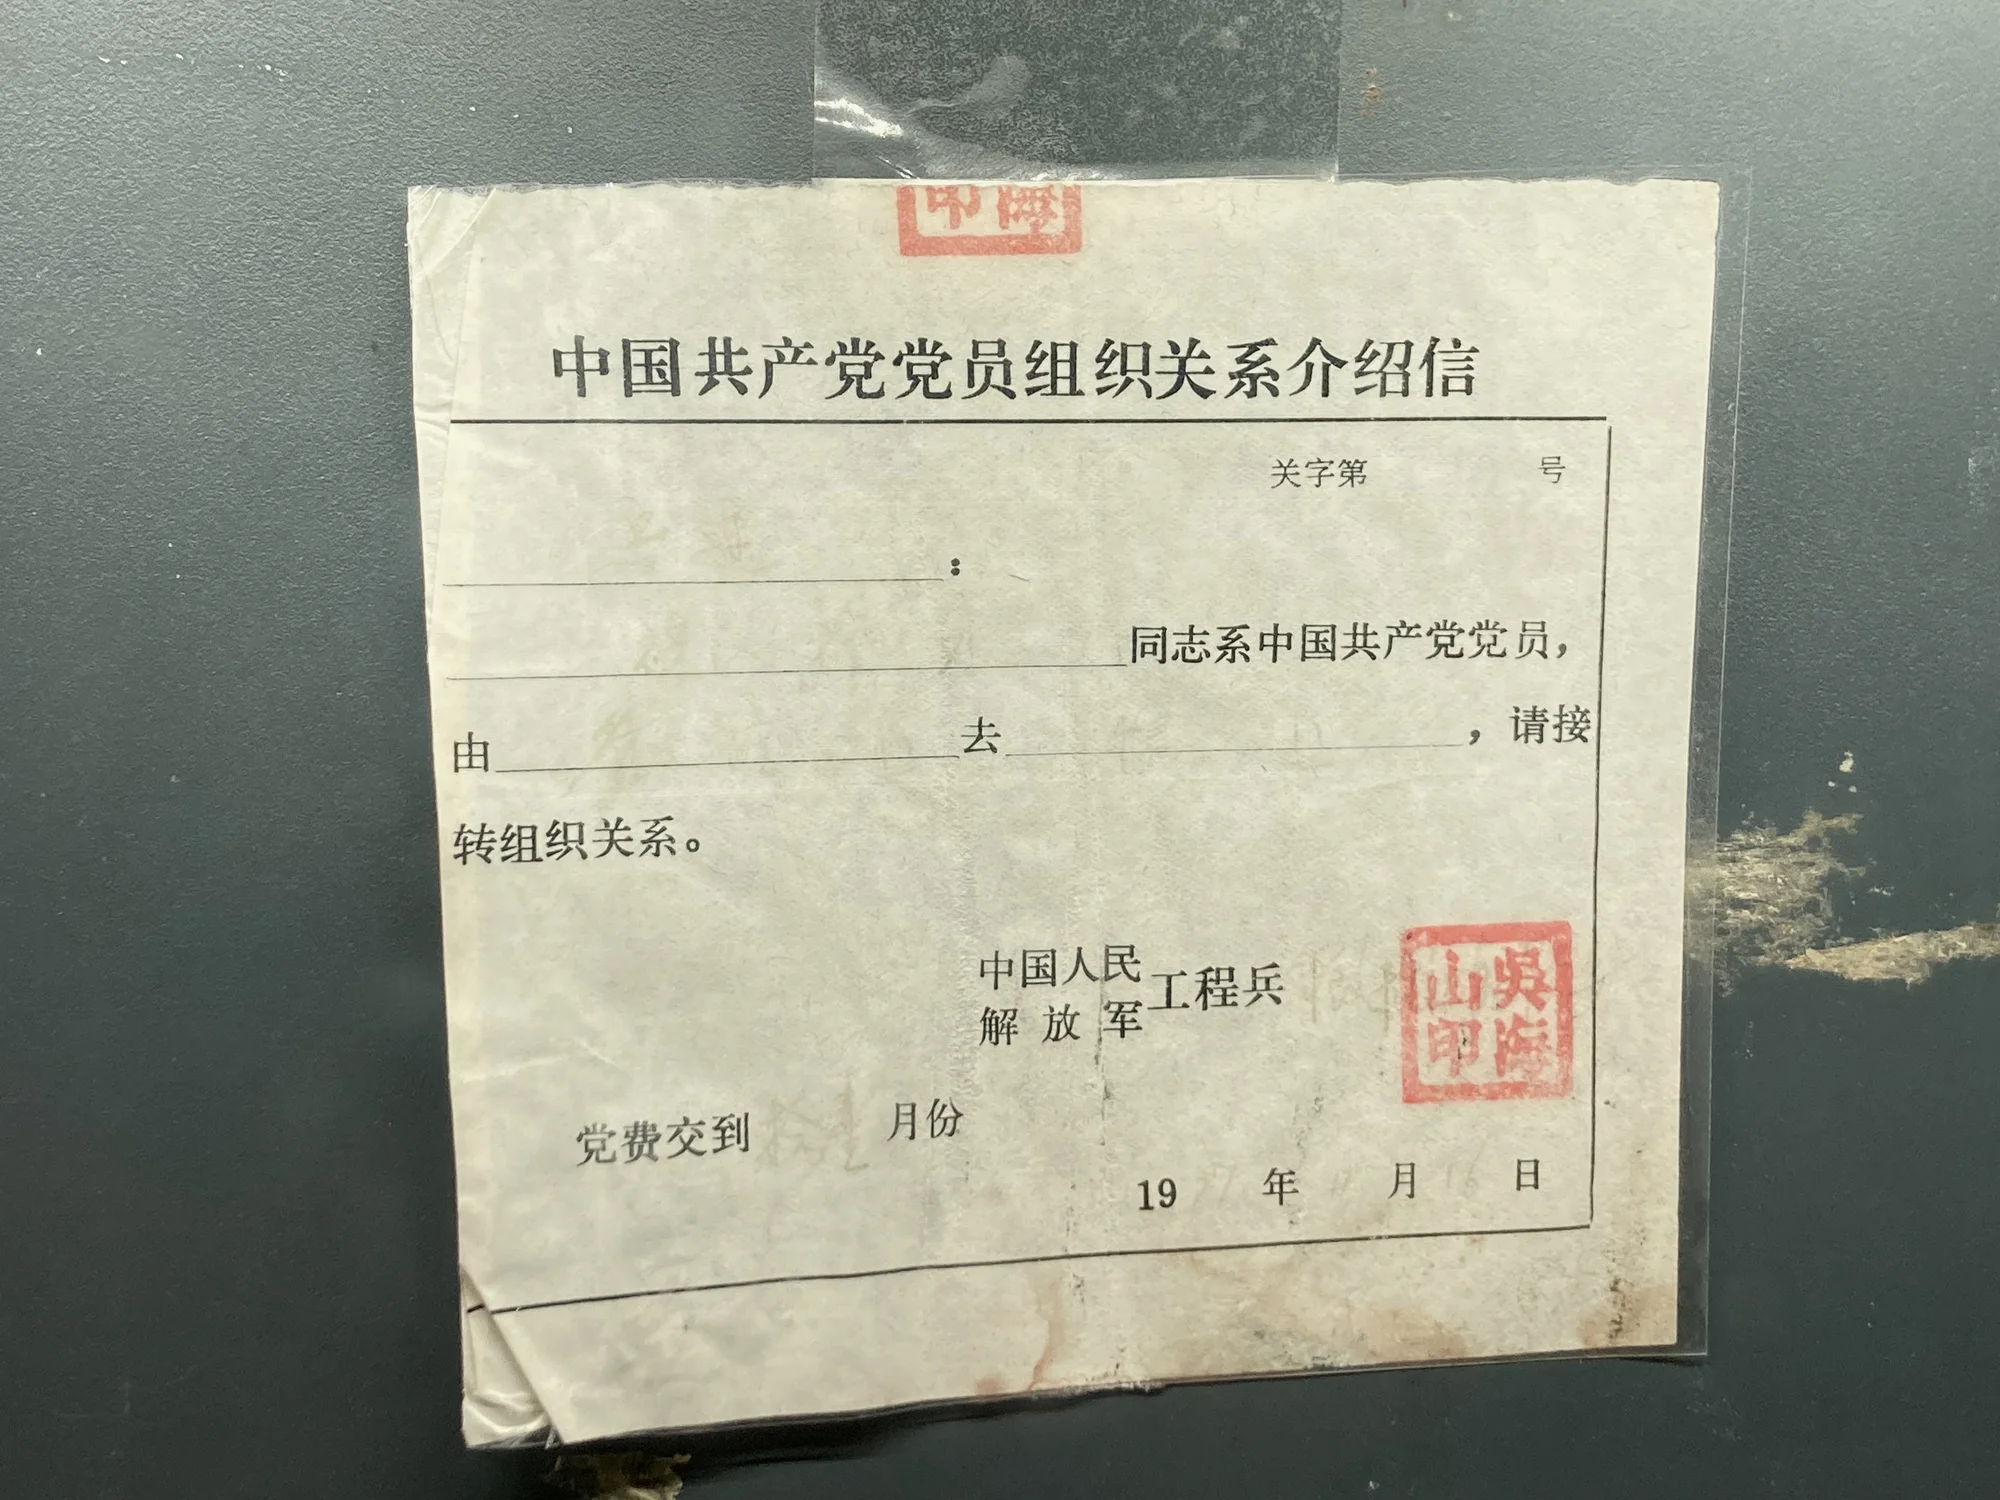 海
印
中国共产党党员组织关系介绍信
关字第 号
：
同志系中国共产党党员，
由 去 ，请接
转组织关系。
中国人民
解放军
工程兵
吴海
山印
党费交到 月份
19 年 月 16 日